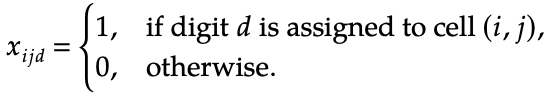 x_{ijd} = { 1, if digit d is assigned to cell (i, j),
0, otherwise.